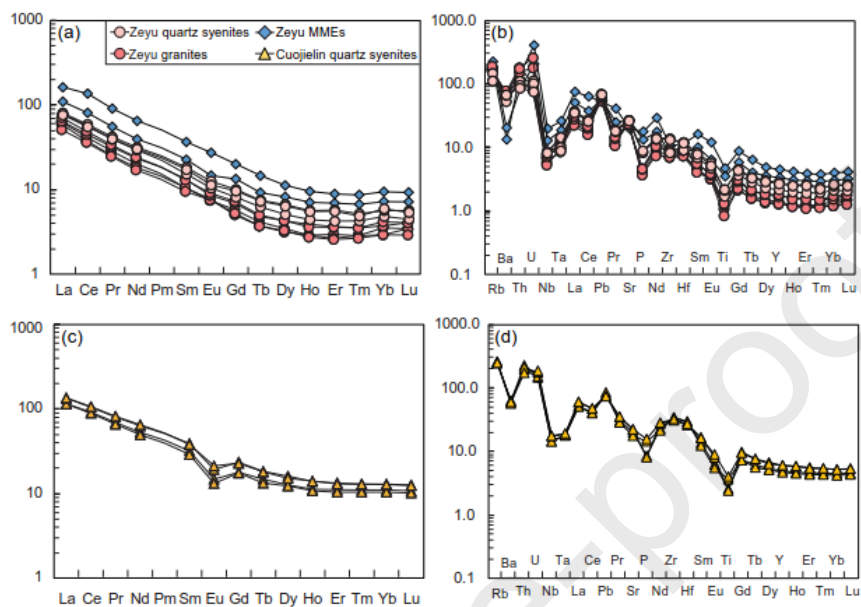 (a)
Zeyu quartz syenites Zeyu MMEs
Zeyu granites Cuojielin quartz syenites
1000
100
10
1
La Ce Pr Nd Pm Sm Eu Gd Tb Dy Ho Er Tm Yb Lu
(b)
1000.0
100.0
10.0
1.0
0.1
Ba U Ta Ce Pr P Zr Sm Ti Tb Y Er Yb
Rb Th Nb La Pb Sr Nd Hf Eu Gd Dy Ho Tm Lu
(c)
1000
100
10
1
La Ce Pr Nd Pm Sm Eu Gd Tb Dy Ho Er Tm Yb Lu
(d)
1000.0
100.0
10.0
1.0
0.1
Ba U Ta Ce Pr P Zr Sm Ti Tb Y Er Yb
Rb Th Nb La Pb Sr Nd Hf Eu Gd Dy Ho Tm Lu